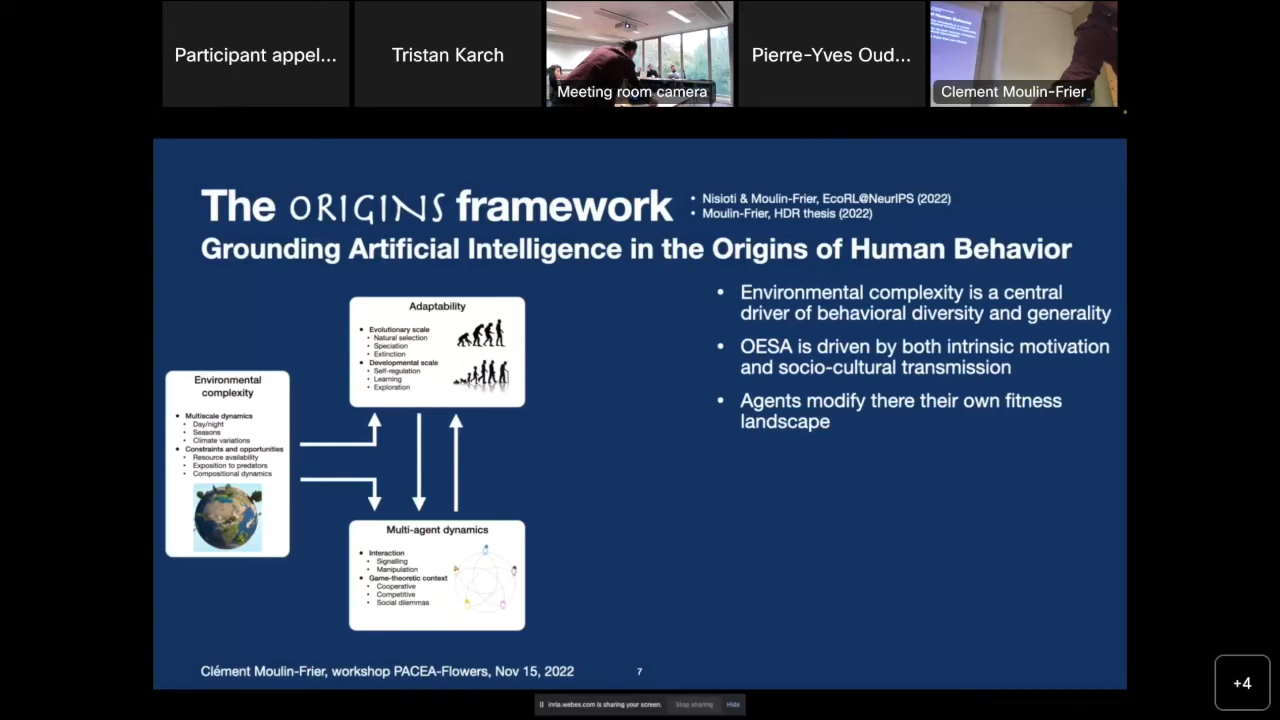 Participant appel...
Tristan Karch
Meeting room camera
Pierre-Yves Oud...
Clement Moulin-Frier
The ORIGINS framework
• Nisioti & Moulin-Frier, EcoRL@NeurIPS (2022)
• Moulin-Frier, HDR thesis (2022)
Grounding Artificial Intelligence in the Origins of Human Behavior
Environmental
complexity
• Multiscale dynamics
• Day/night
• Seasons
• Climate variations
• Constraints and opportunities
• Resource availability
• Exposition to predators
• Compositional dynamics
Adaptability
• Evolutionary scale
• Natural selection
• Speciation
• Extinction
• Developmental scale
• Self-regulation
• Learning
• Exploration
Multi-agent dynamics
• Interaction
• Signalling
• Manipulation
• Game-theoretic context
• Cooperative
• Competitive
• Social dilemmas
• Environmental complexity is a central
driver of behavioral diversity and generality
• OESA is driven by both intrinsic motivation
and socio-cultural transmission
• Agents modify there their own fitness
landscape
Clément Moulin-Frier, workshop PACEA-Flowers, Nov 15, 2022
7
inria.webex.com is sharing your screen.
Stop sharing
Hide
+4